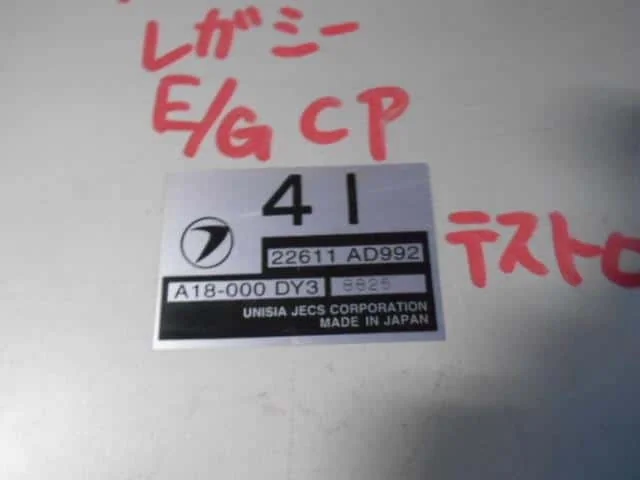 レガシー
E/G CP
41
22611 AD992
テスト
A18-000 DY3 8825
UNISIA JECS CORPORATION
MADE IN JAPAN